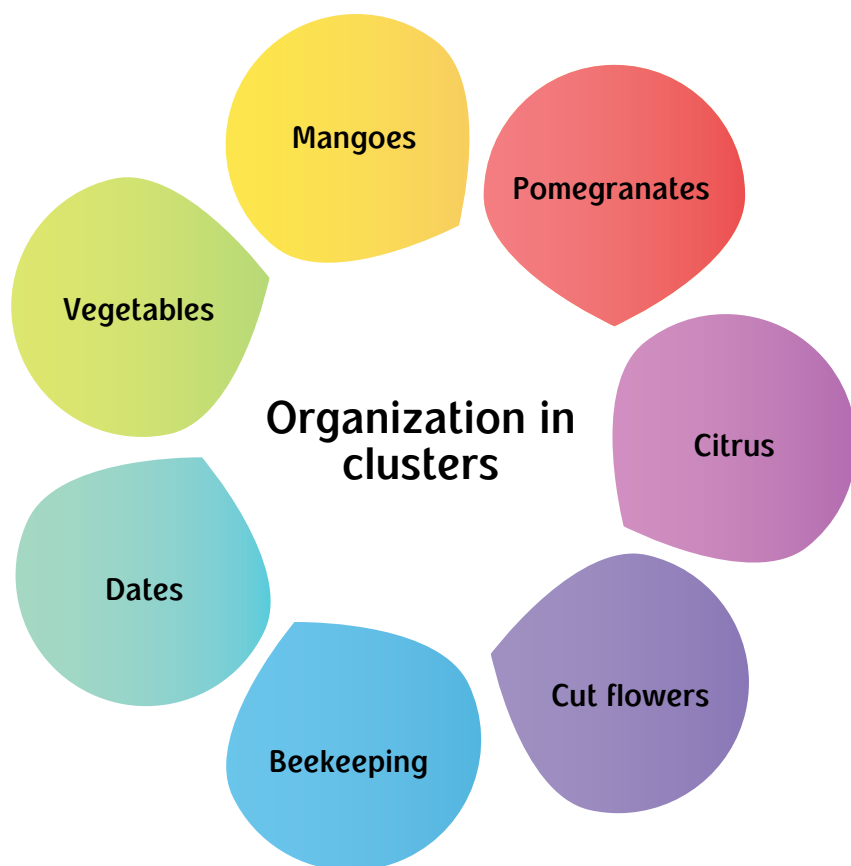 Mangoes
Pomegranates
Vegetables
Organization in
clusters
Citrus
Dates
Cut flowers
Beekeeping